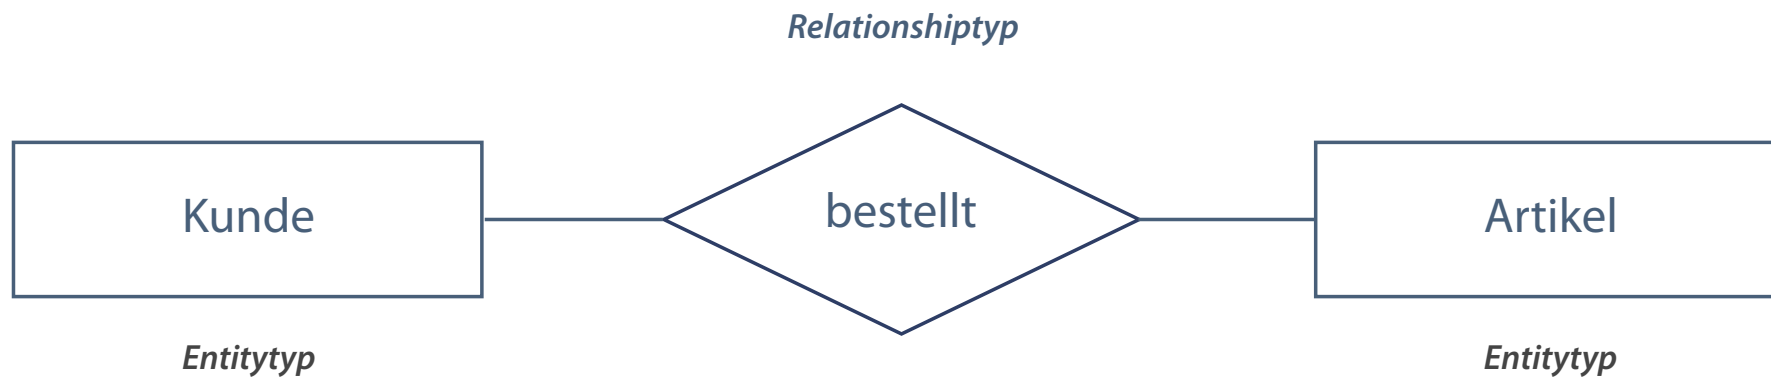 Relationshiptyp
Kunde
bestellt
Artikel
Entitytyp
Entitytyp